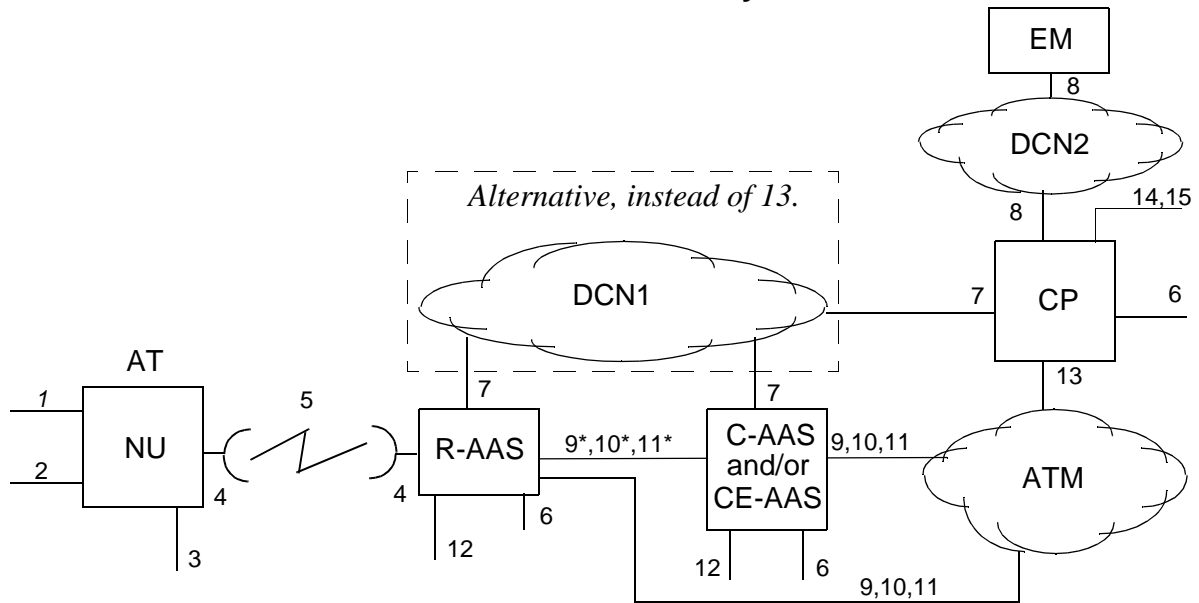 EM
8
DCN2
Alternative, instead of 13.
8
14,15
DCN1
7
CP
6
AT
13
7
7
1
5
NU
R-AAS
9*,10*,11*
C-AAS
and/or
CE-AAS
9,10,11
ATM
2
4
4
6
3
12
12
6
9,10,11